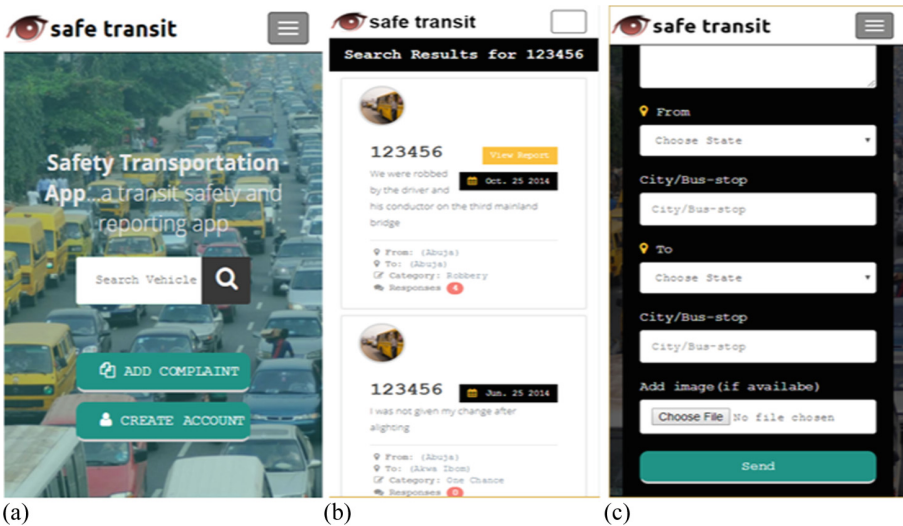 safe transit
Safety Transportation
App...a transit safety and
reporting app
Search Vehicle
ADD COMPLAINT
CREATE ACCOUNT
(a)
safe transit
Search Results for 123456
123456
View Report
We were robbed
Oct. 25 2014
by the driver and
his conductor on the third mainland
bridge
From: (Abuja)
To: (Abuja)
Category: Robbery
Responses 4
123456
Jun. 25 2014
I was not given my change after
alighting
From: (Abuja)
To: (Akwa Ibom)
Category: One Chance
Responses 0
(b)
safe transit
From
Choose State
City/Bus-stop
City/Bus-stop
To
Choose State
City/Bus-stop
City/Bus-stop
Add image(if availabe)
Choose File No file chosen
Send
(c)